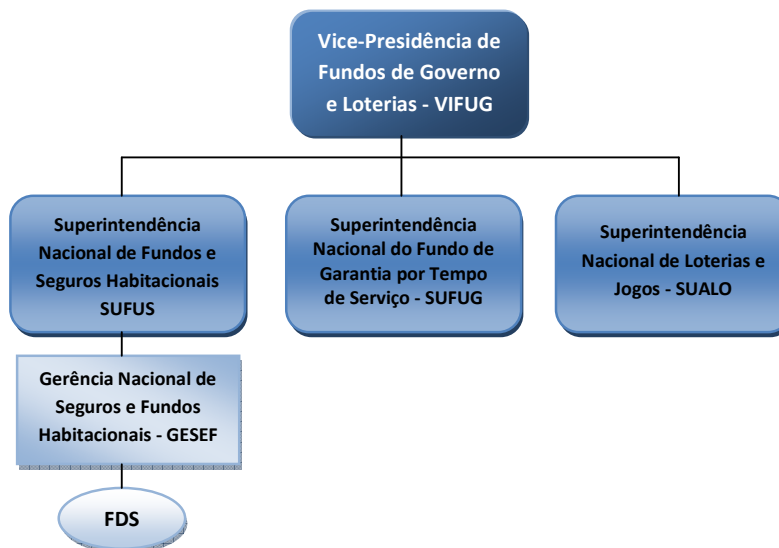 Vice-Presidência de
Fundos de Governo
e Loterias - VIFUG
Superintendência
Nacional de Fundos e
Seguros Habitacionais
SUFUS
Superintendência
Nacional do Fundo de
Garantia por Tempo
de Serviço - SUFUG
Superintendência
Nacional de Loterias e
Jogos - SUALO
Gerência Nacional de
Seguros e Fundos
Habitacionais - GESEF
FDS